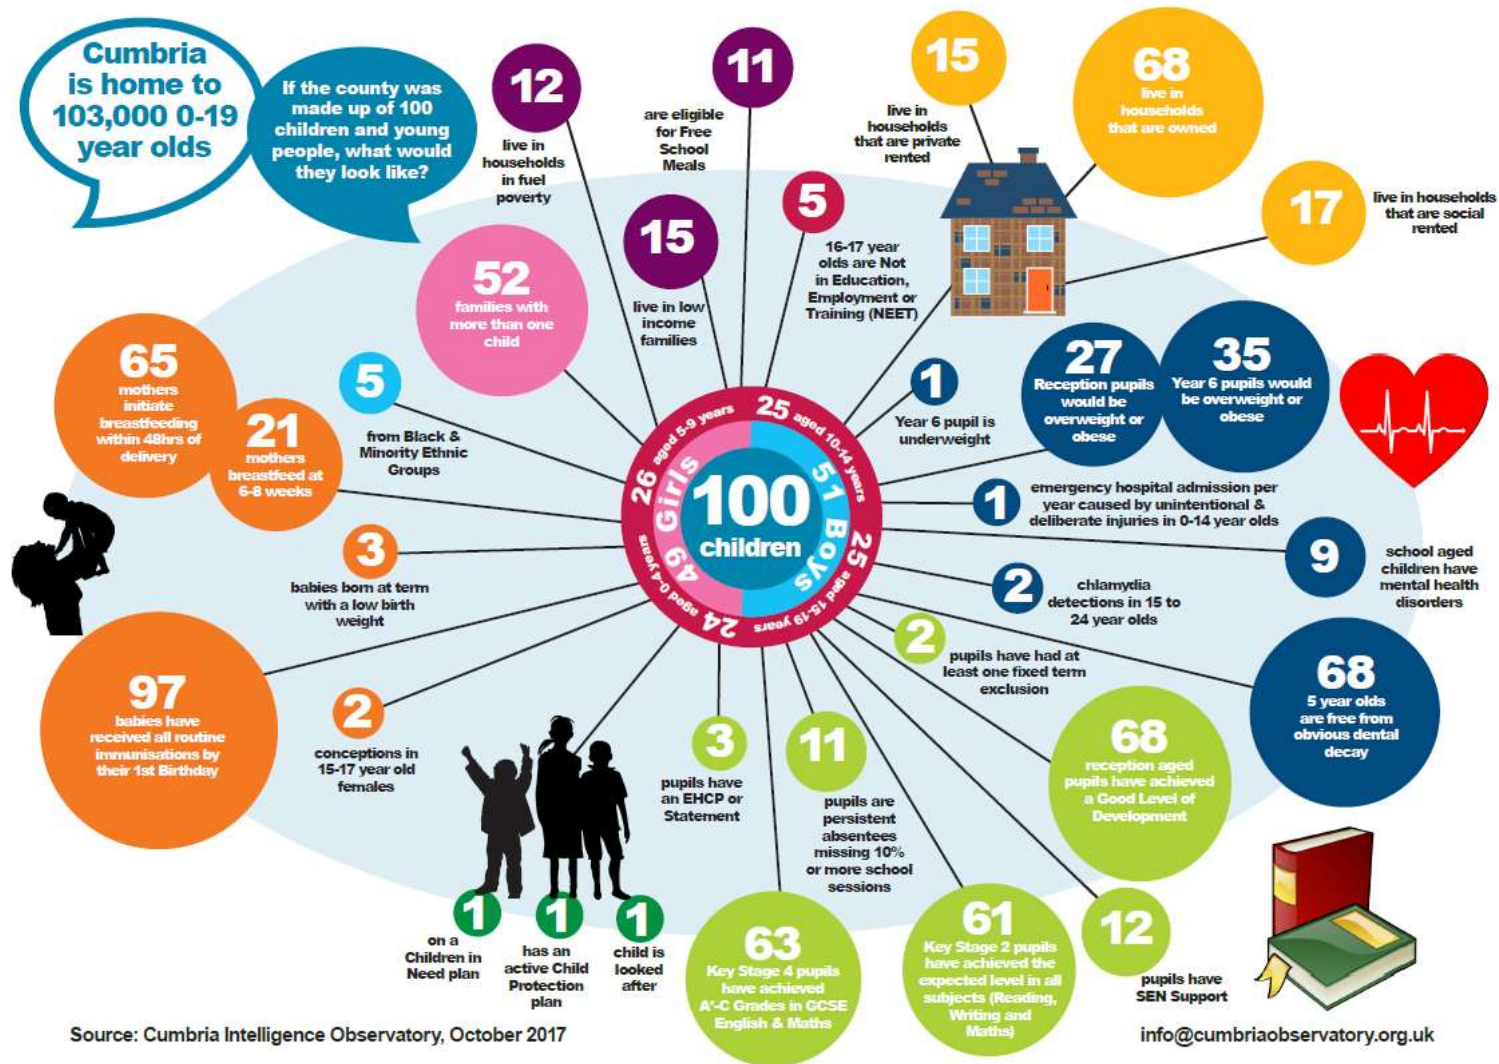 Cumbria
is home to
103,000 0-19
year olds
If the county was
made up of 100
children and young
people, what would
they look like?
12
live in
households
in fuel
poverty
11
are eligible
for Free
School
Meals
15
live in
households
that are private
rented
68
live in
households
that are owned
17
live in households
that are social
rented
52
families with
more than one
child
15
live in low
income
families
5
16-17 year
olds are Not
in Education,
Employment or
Training (NEET)
65
mothers
initiate
breastfeeding
within 48hrs of
delivery
21
mothers
breastfeed at
6-8 weeks
5
from Black &
Minority Ethnic
Groups
1
Year 6 pupil is
underweight
27
Reception pupils
would be
overweight or
obese
35
Year 6 pupils would
be overweight or
obese
26 aged 5-9 years
25 aged 10-14 years
25 aged 15-19 years
24 aged 0-4 years
49 Girls
51 Boys
100
children
1
emergency hospital admission per
year caused by unintentional &
deliberate injuries in 0-14 year olds
9
school aged
children have
mental health
disorders
3
babies born at term
with a low birth
weight
2
chlamydia
detections in 15 to
24 year olds
2
pupils have had at
least one fixed term
exclusion
68
5 year olds
are free from
obvious dental
decay
97
babies have
received all routine
immunisations by
their 1st Birthday
2
conceptions in
15-17 year old
females
3
pupils have
an EHCP or
Statement
11
pupils are
persistent
absentees
missing 10%
or more school
sessions
68
reception aged
pupils have achieved
a Good Level of
Development
1
on a
Children in
Need plan
1
has an
active Child
Protection
plan
1
child is
looked
after
63
Key Stage 4 pupils
have achieved
A*-C Grades in GCSE
English & Maths
61
Key Stage 2 pupils
have achieved the
expected level in all
subjects (Reading,
Writing and
Maths)
12
pupils have
SEN Support
Source: Cumbria Intelligence Observatory, October 2017
info@cumbriaobservatory.org.uk